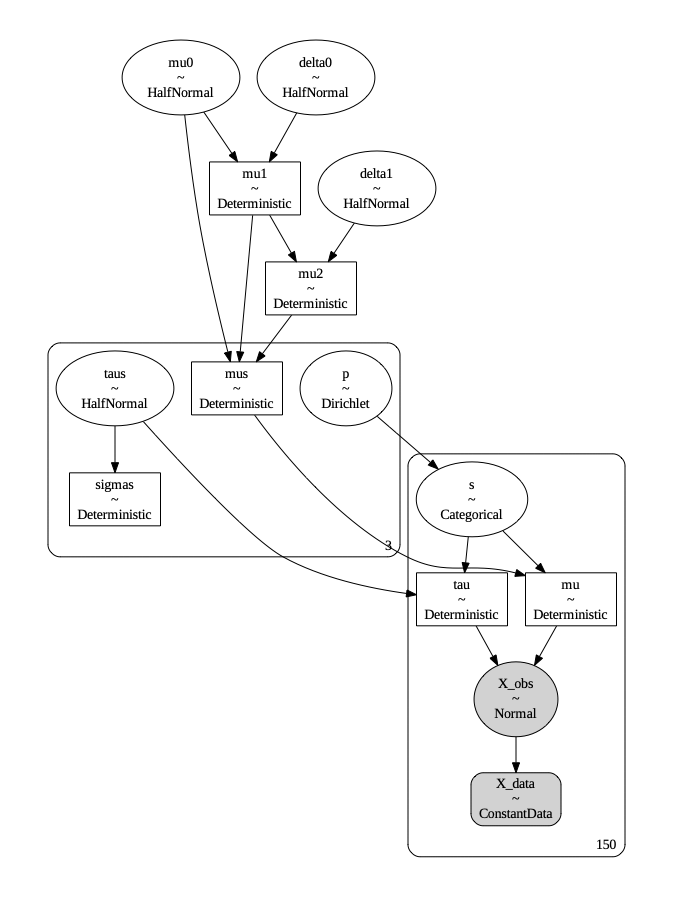 mu0
~
HalfNormal
delta0
~
HalfNormal
mu1
~
Deterministic
delta1
~
HalfNormal
mu2
~
Deterministic
taus
~
HalfNormal
mus
~
Deterministic
p
~
Dirichlet
sigmas
~
Deterministic
3
s
~
Categorical
tau
~
Deterministic
mu
~
Deterministic
X_obs
~
Normal
X_data
~
ConstantData
150